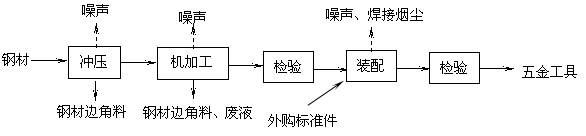 噪声
噪声
噪声、焊接烟尘
钢材
冲压
机加工
检验
装配
检验
五金工具
钢材边角料
钢材边角料、废液
外购标准件